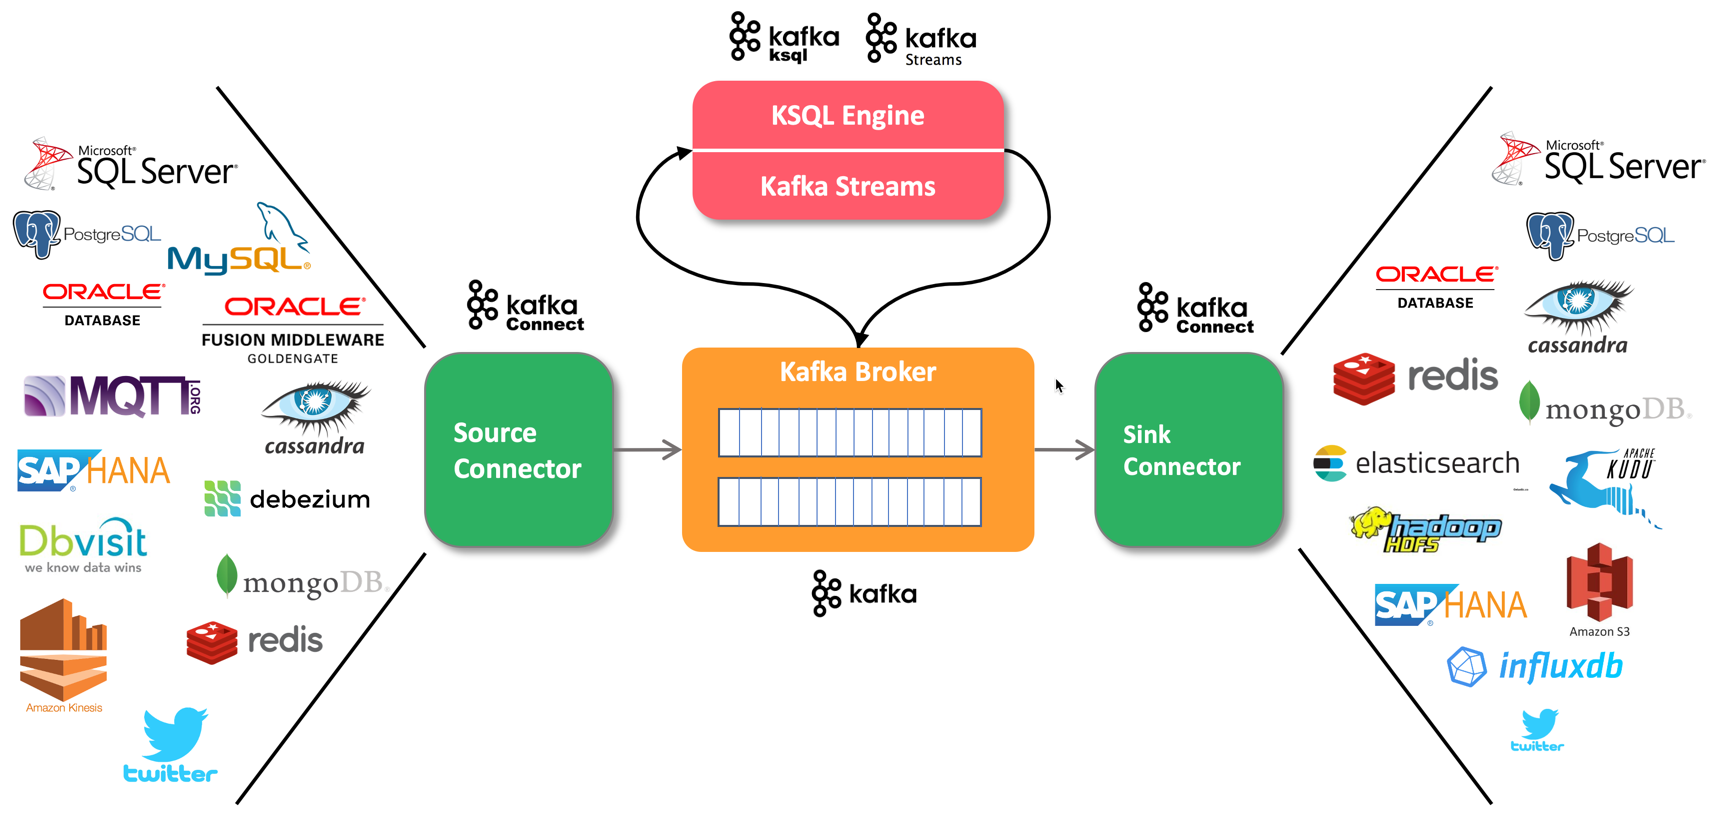 kafka
ksql
kafka
Streams
KSQL Engine
Kafka Streams
Microsoft®
SQL Server®
PostgreSQL
MySQL®
ORACLE®
DATABASE
ORACLE®
FUSION MIDDLEWARE
GOLDENGATE
MQTT.ORG
cassandra
SAP® HANA
debezium
Dbvisit
we know data wins
mongoDB®
redis
Amazon Kinesis
twitter
kafka
Connect
Source
Connector
Kafka Broker
kafka
kafka
Connect
Sink
Connector
Microsoft®
SQL Server®
PostgreSQL
ORACLE®
DATABASE
cassandra
redis
mongoDB®
elasticsearch
APACHE
KUDU™
hadoop
HDFS
SAP® HANA
Amazon S3
influxdb
twitter